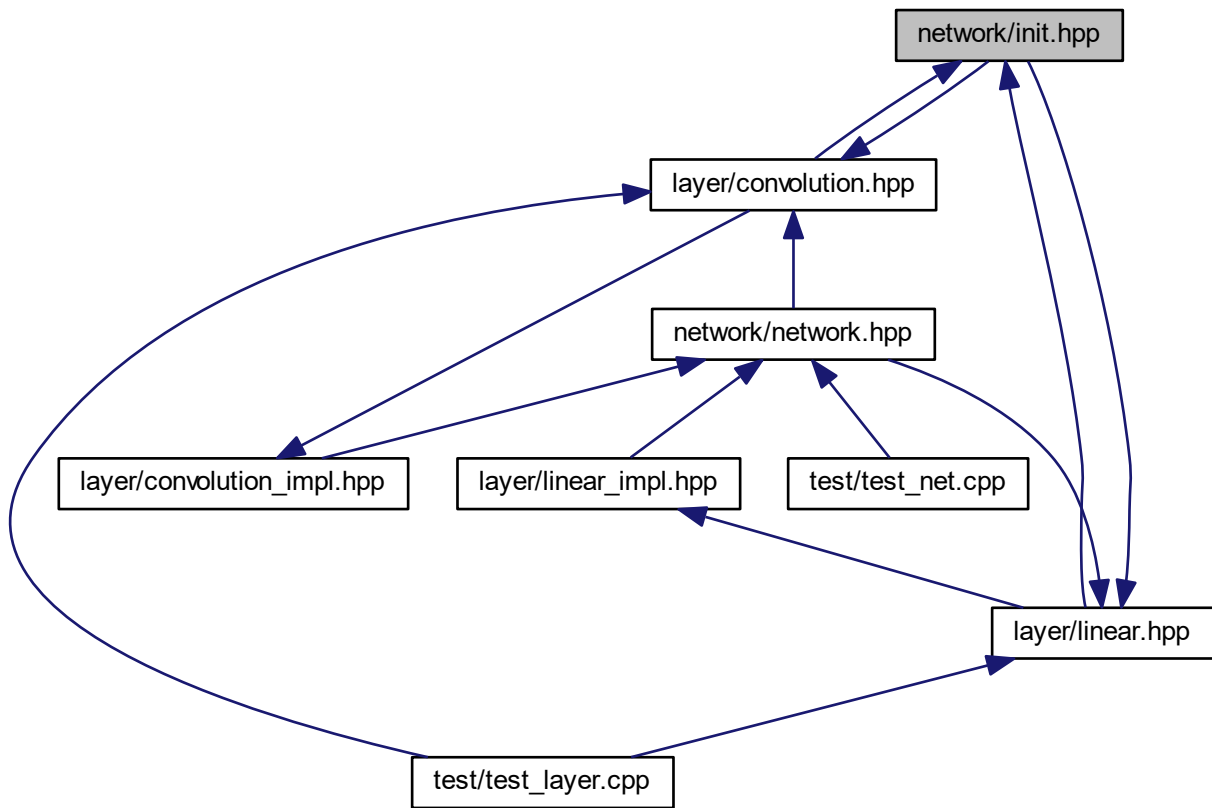 network/init.hpp
layer/convolution.hpp
network/network.hpp
layer/convolution_impl.hpp
layer/linear_impl.hpp
test/test_net.cpp
layer/linear.hpp
test/test_layer.cpp